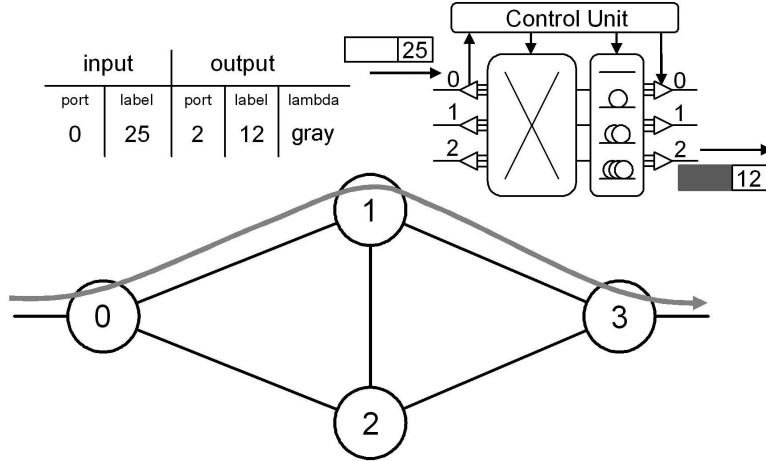 Control Unit
25
input output
port label port label lambda
0 25 2 12 gray
0 0
1 1
2 2
12
1
0
3
2